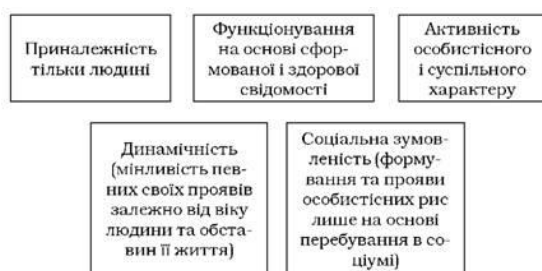 Приналежність
тільки людині
Функціонування
на основі сфор-
мованої і здорової
свідомості
Активність
особистісного
і суспільного
характеру
Динамічність
(мінливість пев-
них своїх проявів
залежно від віку
людини та обста-
вин її життя)
Соціальна зумов-
леність (форму-
вання та прояви
особистісних рис
лише на основі
перебування в со-
ціумі)